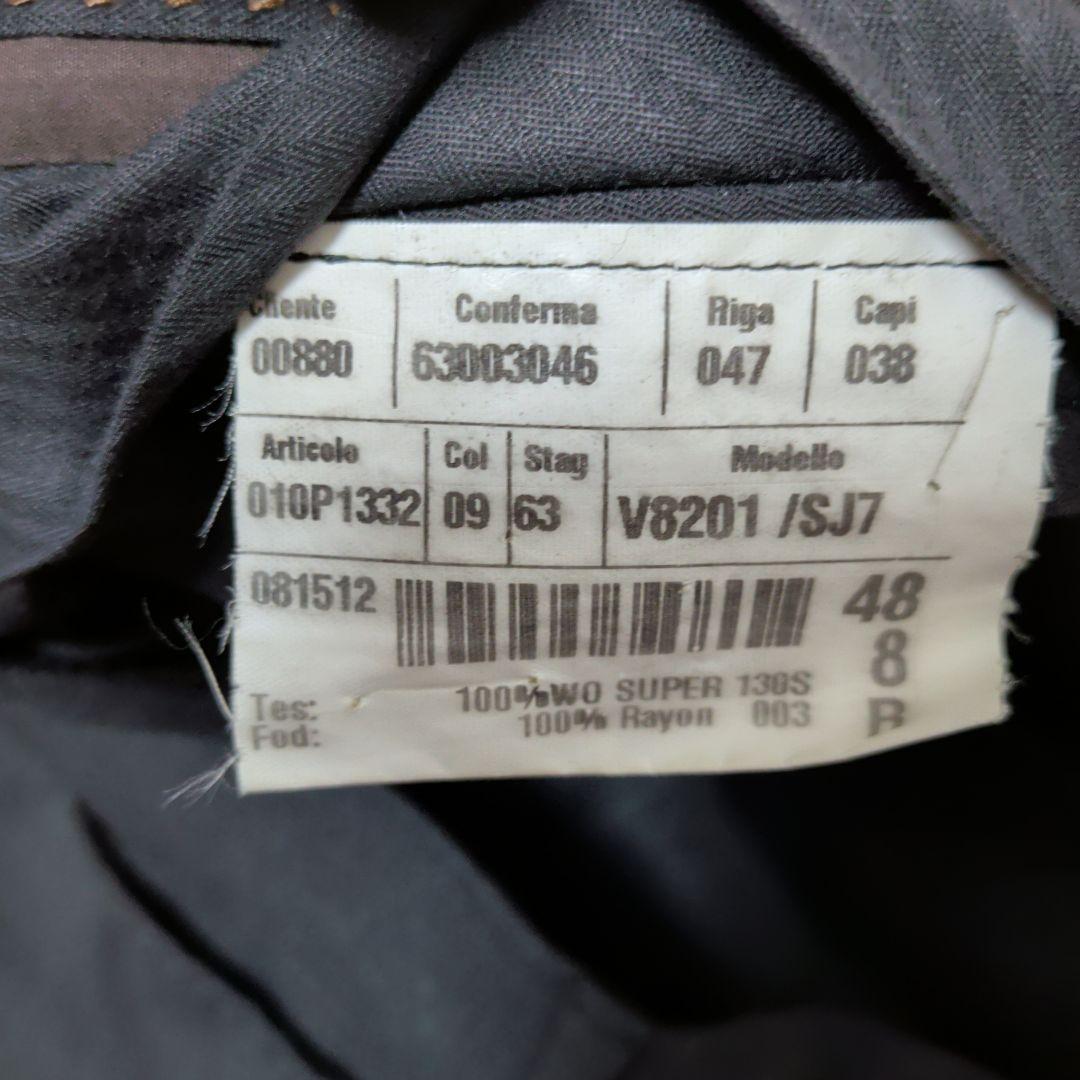 Cliente Conferma Riga Capi
00880 63003046 047 038
Articolo Col Stag Modello
010P1332 09 63 V8201 /SJ7
081512 48
8
Tes: 100%WO SUPER 130S
Fod: 100% Rayon 003 R